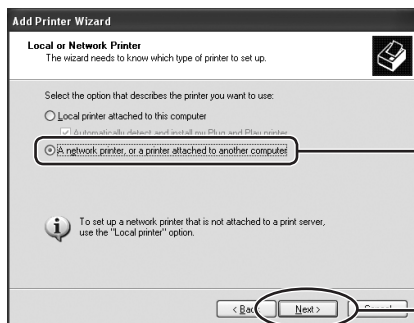 Add Printer Wizard
Local or Network Printer
The wizard needs to know which type of printer to set up.
Select the option that describes the printer you want to use:
Local printer attached to this computer
Automatically detect and install my Plug and Play printer
A network printer, or a printer attached to another computer
To set up a network printer that is not attached to a print server,
use the "Local printer" option.
< Back Next > Cancel